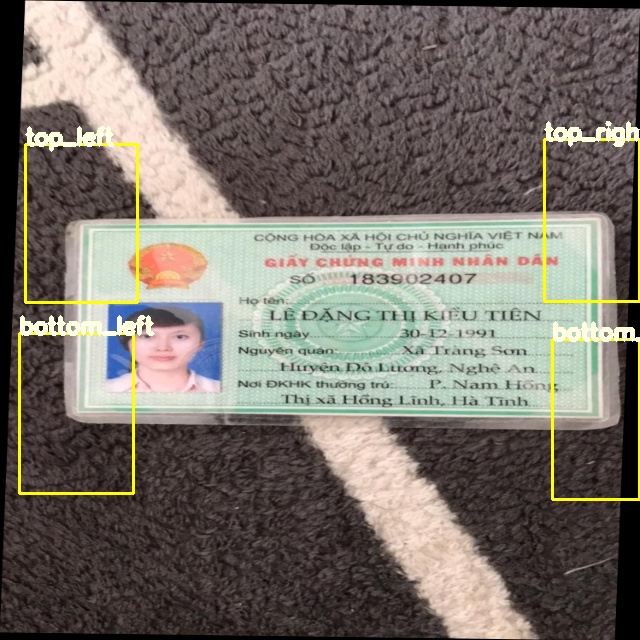 top_left
top_righ
CỘNG HÒA XÃ HỘI CHỦ NGHĨA VIỆT NAM
Độc lập - Tự do - Hạnh phúc
GIẤY CHỨNG MINH NHÂN DÂN
SỐ 183902407
Họ tên:
LÊ ĐẶNG THỊ KIỀU TIÊN
Sinh ngày 30-12-1991
Nguyên quán: Xã Tràng Sơn
Huyện Đô Lương, Nghệ An
Nơi ĐKHK thường trú: P. Nam Hồng
Thị xã Hồng Lĩnh, Hà Tĩnh
bottom_left
bottom.